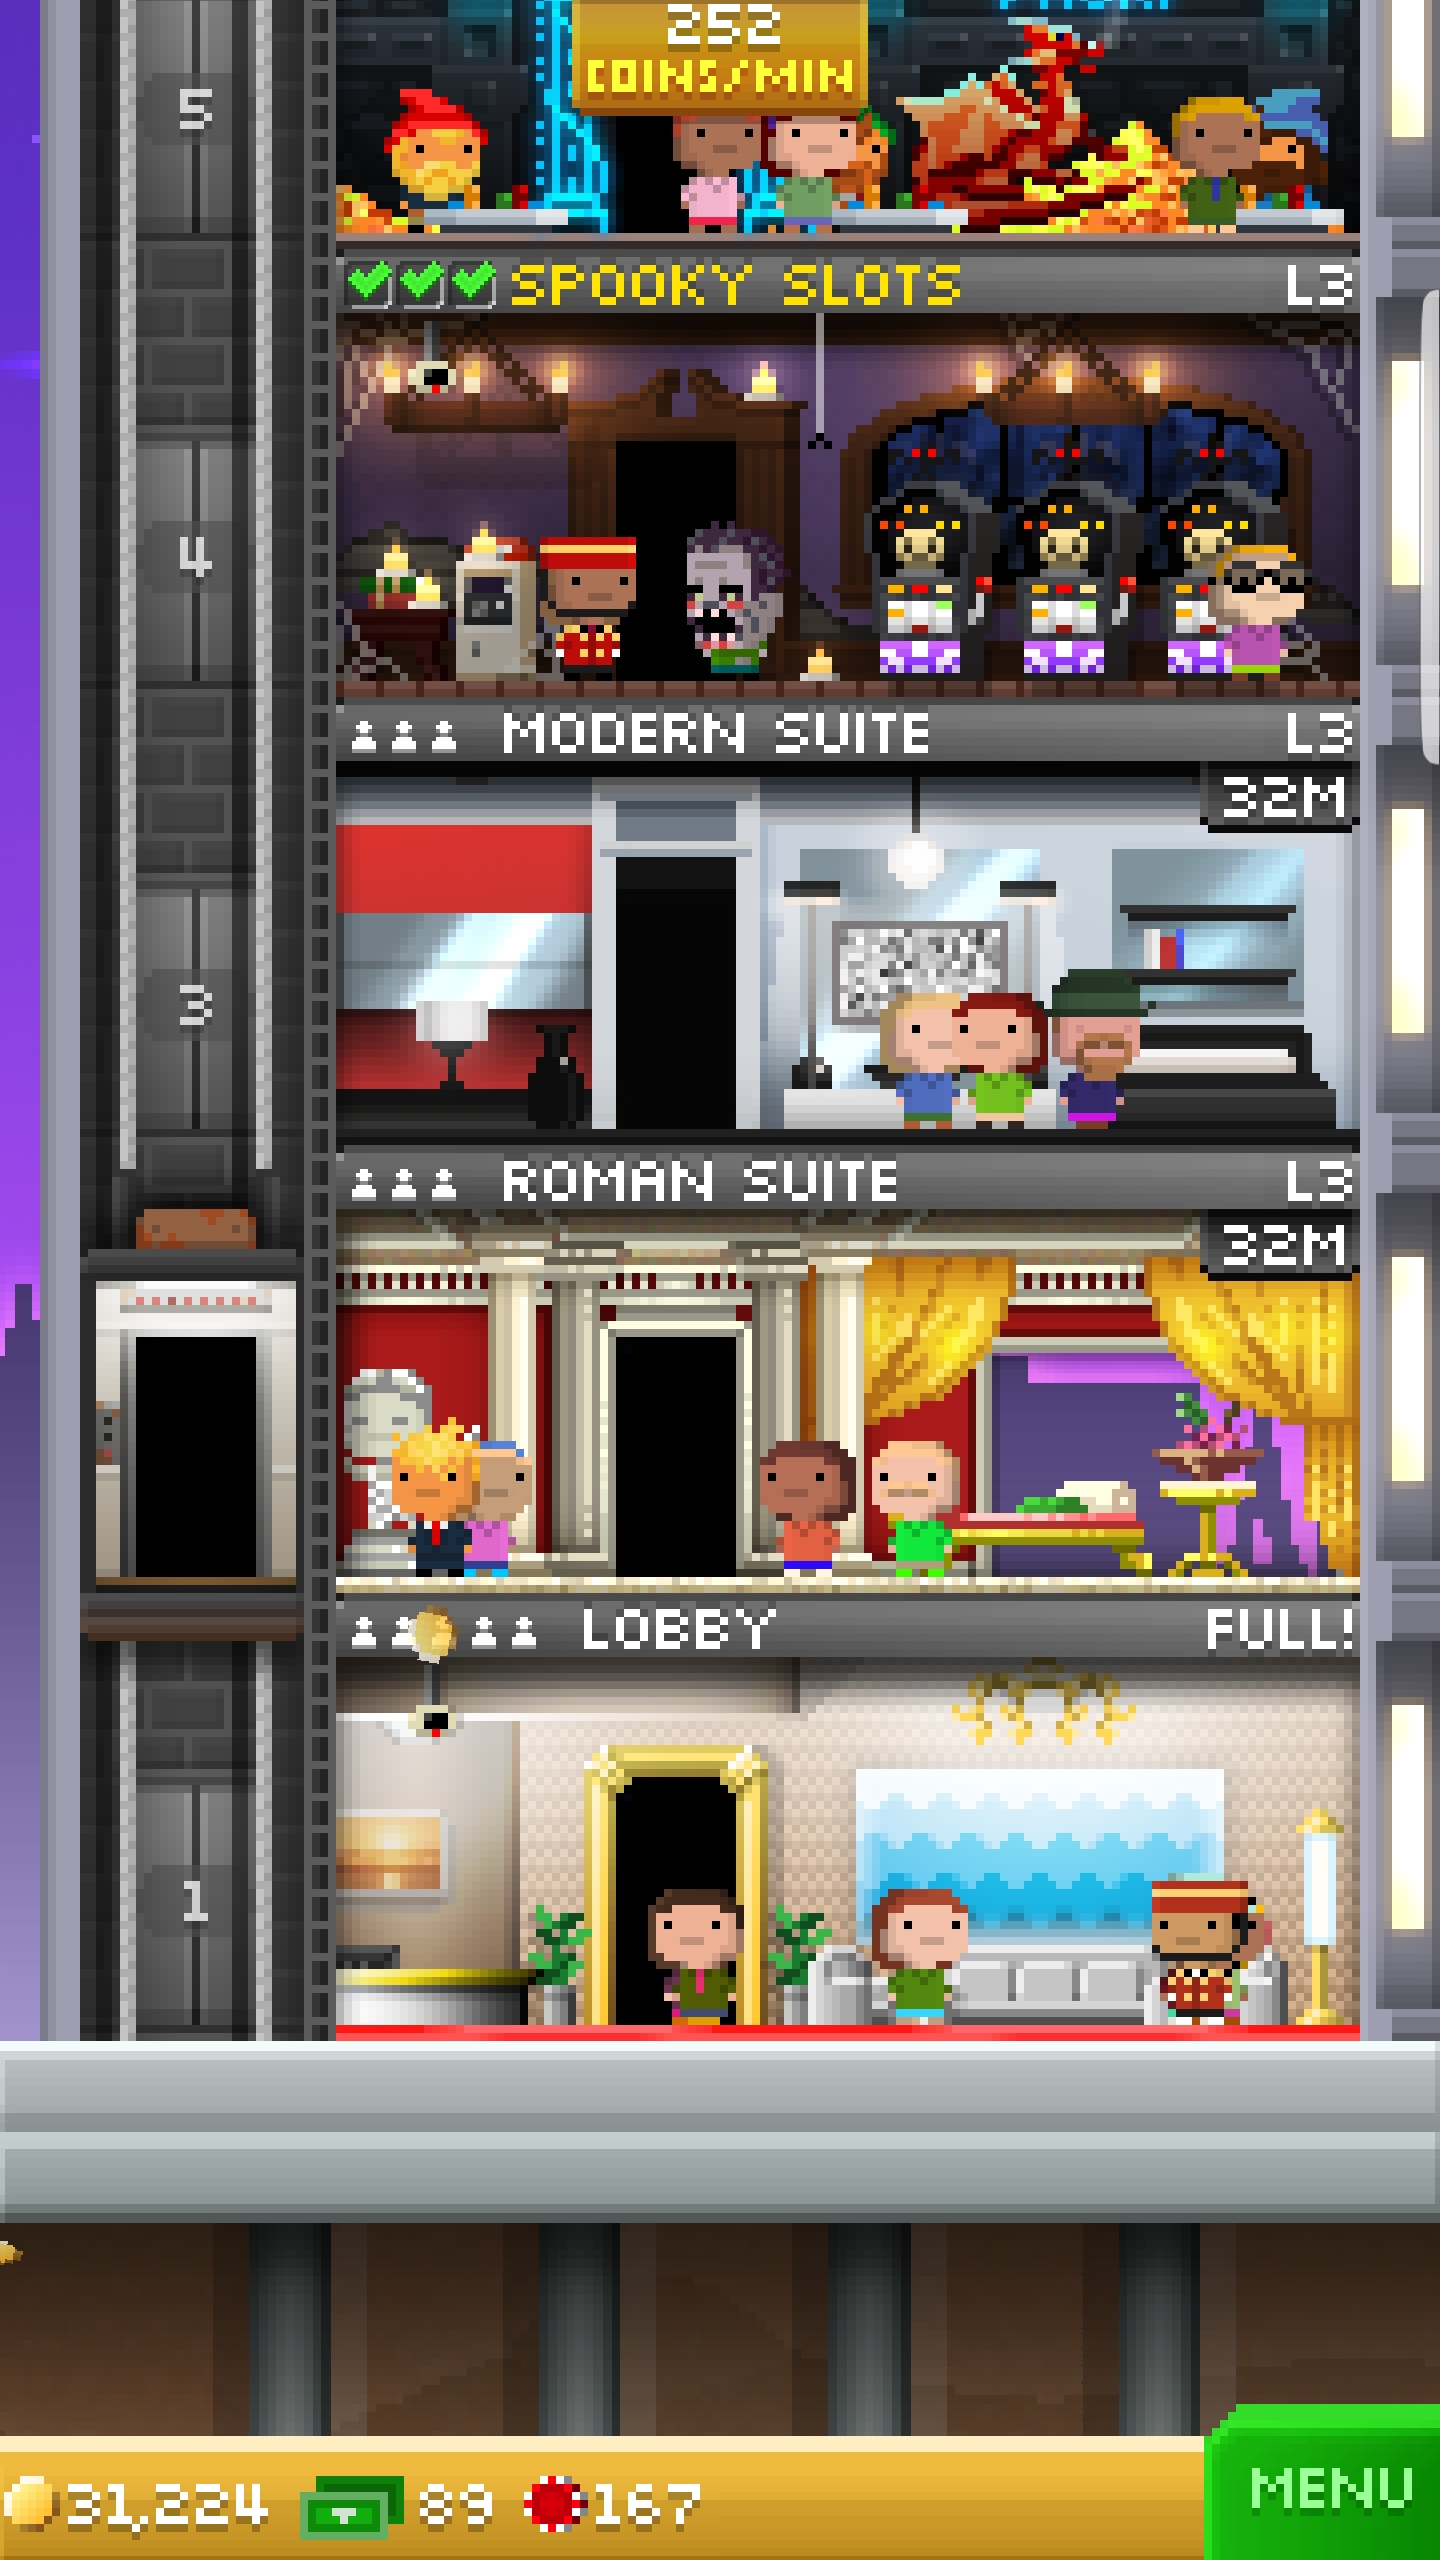 252
COINS/MIN
5
SPOOKY SLOTS L3
4
MODERN SUITE L3
32M
3
ROMAN SUITE L3
32M
LOBBY FULL!
1
31,224 89 167
MENU